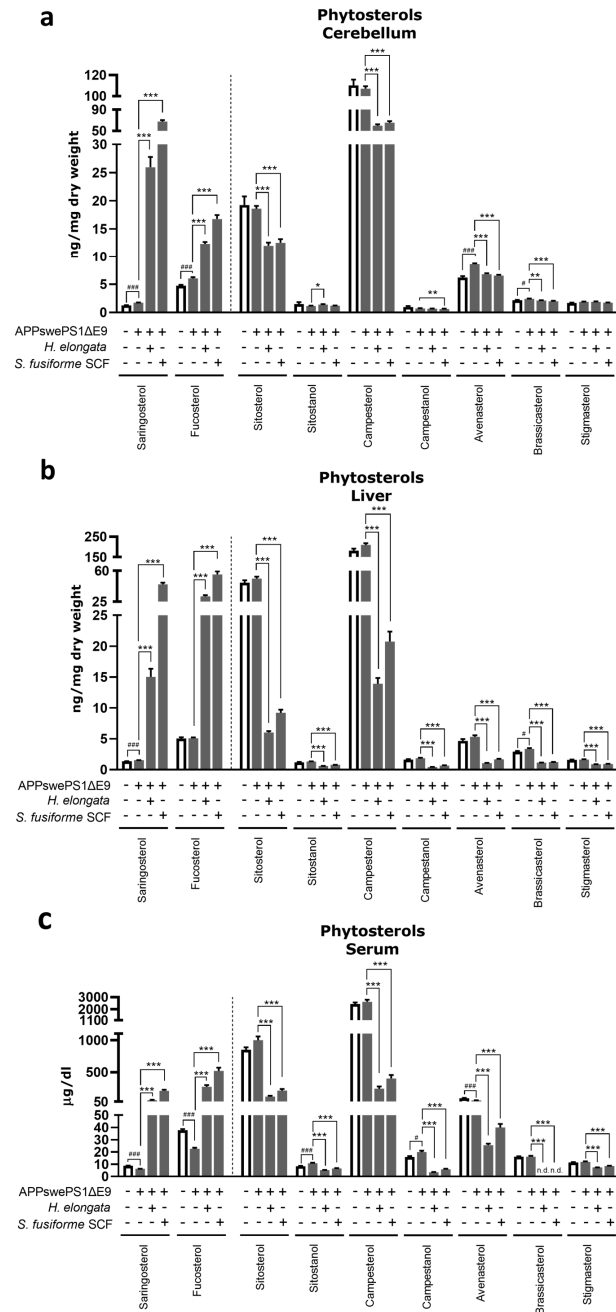 a
Phytosterols
Cerebellum
ng/mg dry weight
120
90
50
30
25
20
15
10
5
0
### *** ***
### *** ***
*** ***
*
*** ***
**
### *** ***
# ** ***
APPswePS1ΔE9 - + + + - + + + - + + + - + + + - + + + - + + + - + + + - + + + - + + +
H. elongata - - + - - - + - - - + - - - + - - - + - - - + - - - + - - - + - - - + -
S. fusiforme SCF - - - + - - - + - - - + - - - + - - - + - - - + - - - + - - - + - - - +
Saringosterol
Fucosterol
Sitosterol
Sitostanol
Campesterol
Campestanol
Avenasterol
Brassicasterol
Stigmasterol
b
Phytosterols
Liver
ng/mg dry weight
250
150
60
25
20
15
10
5
0
### *** ***
*** ***
*** ***
*** ***
*** ***
*** ***
*** ***
# *** ***
*** ***
APPswePS1ΔE9 - + + + - + + + - + + + - + + + - + + + - + + + - + + + - + + + - + + +
H. elongata - - + - - - + - - - + - - - + - - - + - - - + - - - + - - - + - - - + -
S. fusiforme SCF - - - + - - - + - - - + - - - + - - - + - - - + - - - + - - - + - - - +
Saringosterol
Fucosterol
Sitosterol
Sitostanol
Campesterol
Campestanol
Avenasterol
Brassicasterol
Stigmasterol
c
Phytosterols
Serum
µg/dl
3000
2000
1100
1000
500
50
40
30
20
10
0
### *** ***
### *** ***
*** ***
### *** ***
*** ***
# *** ***
### *** ***
*** ***
n.d. n.d.
*** ***
APPswePS1ΔE9 - + + + - + + + - + + + - + + + - + + + - + + + - + + + - + + + - + + +
H. elongata - - + - - - + - - - + - - - + - - - + - - - + - - - + - - - + - - - + -
S. fusiforme SCF - - - + - - - + - - - + - - - + - - - + - - - + - - - + - - - + - - - +
Saringosterol
Fucosterol
Sitosterol
Sitostanol
Campesterol
Campestanol
Avenasterol
Brassicasterol
Stigmasterol